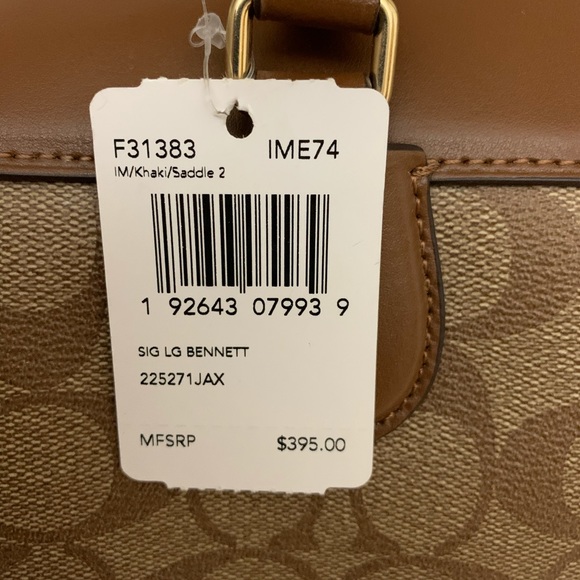 F31383 IME74
IM/Khaki/Saddle 2
1 92643 07993 9
SIG LG BENNETT
225271JAX
MFSRP $395.00